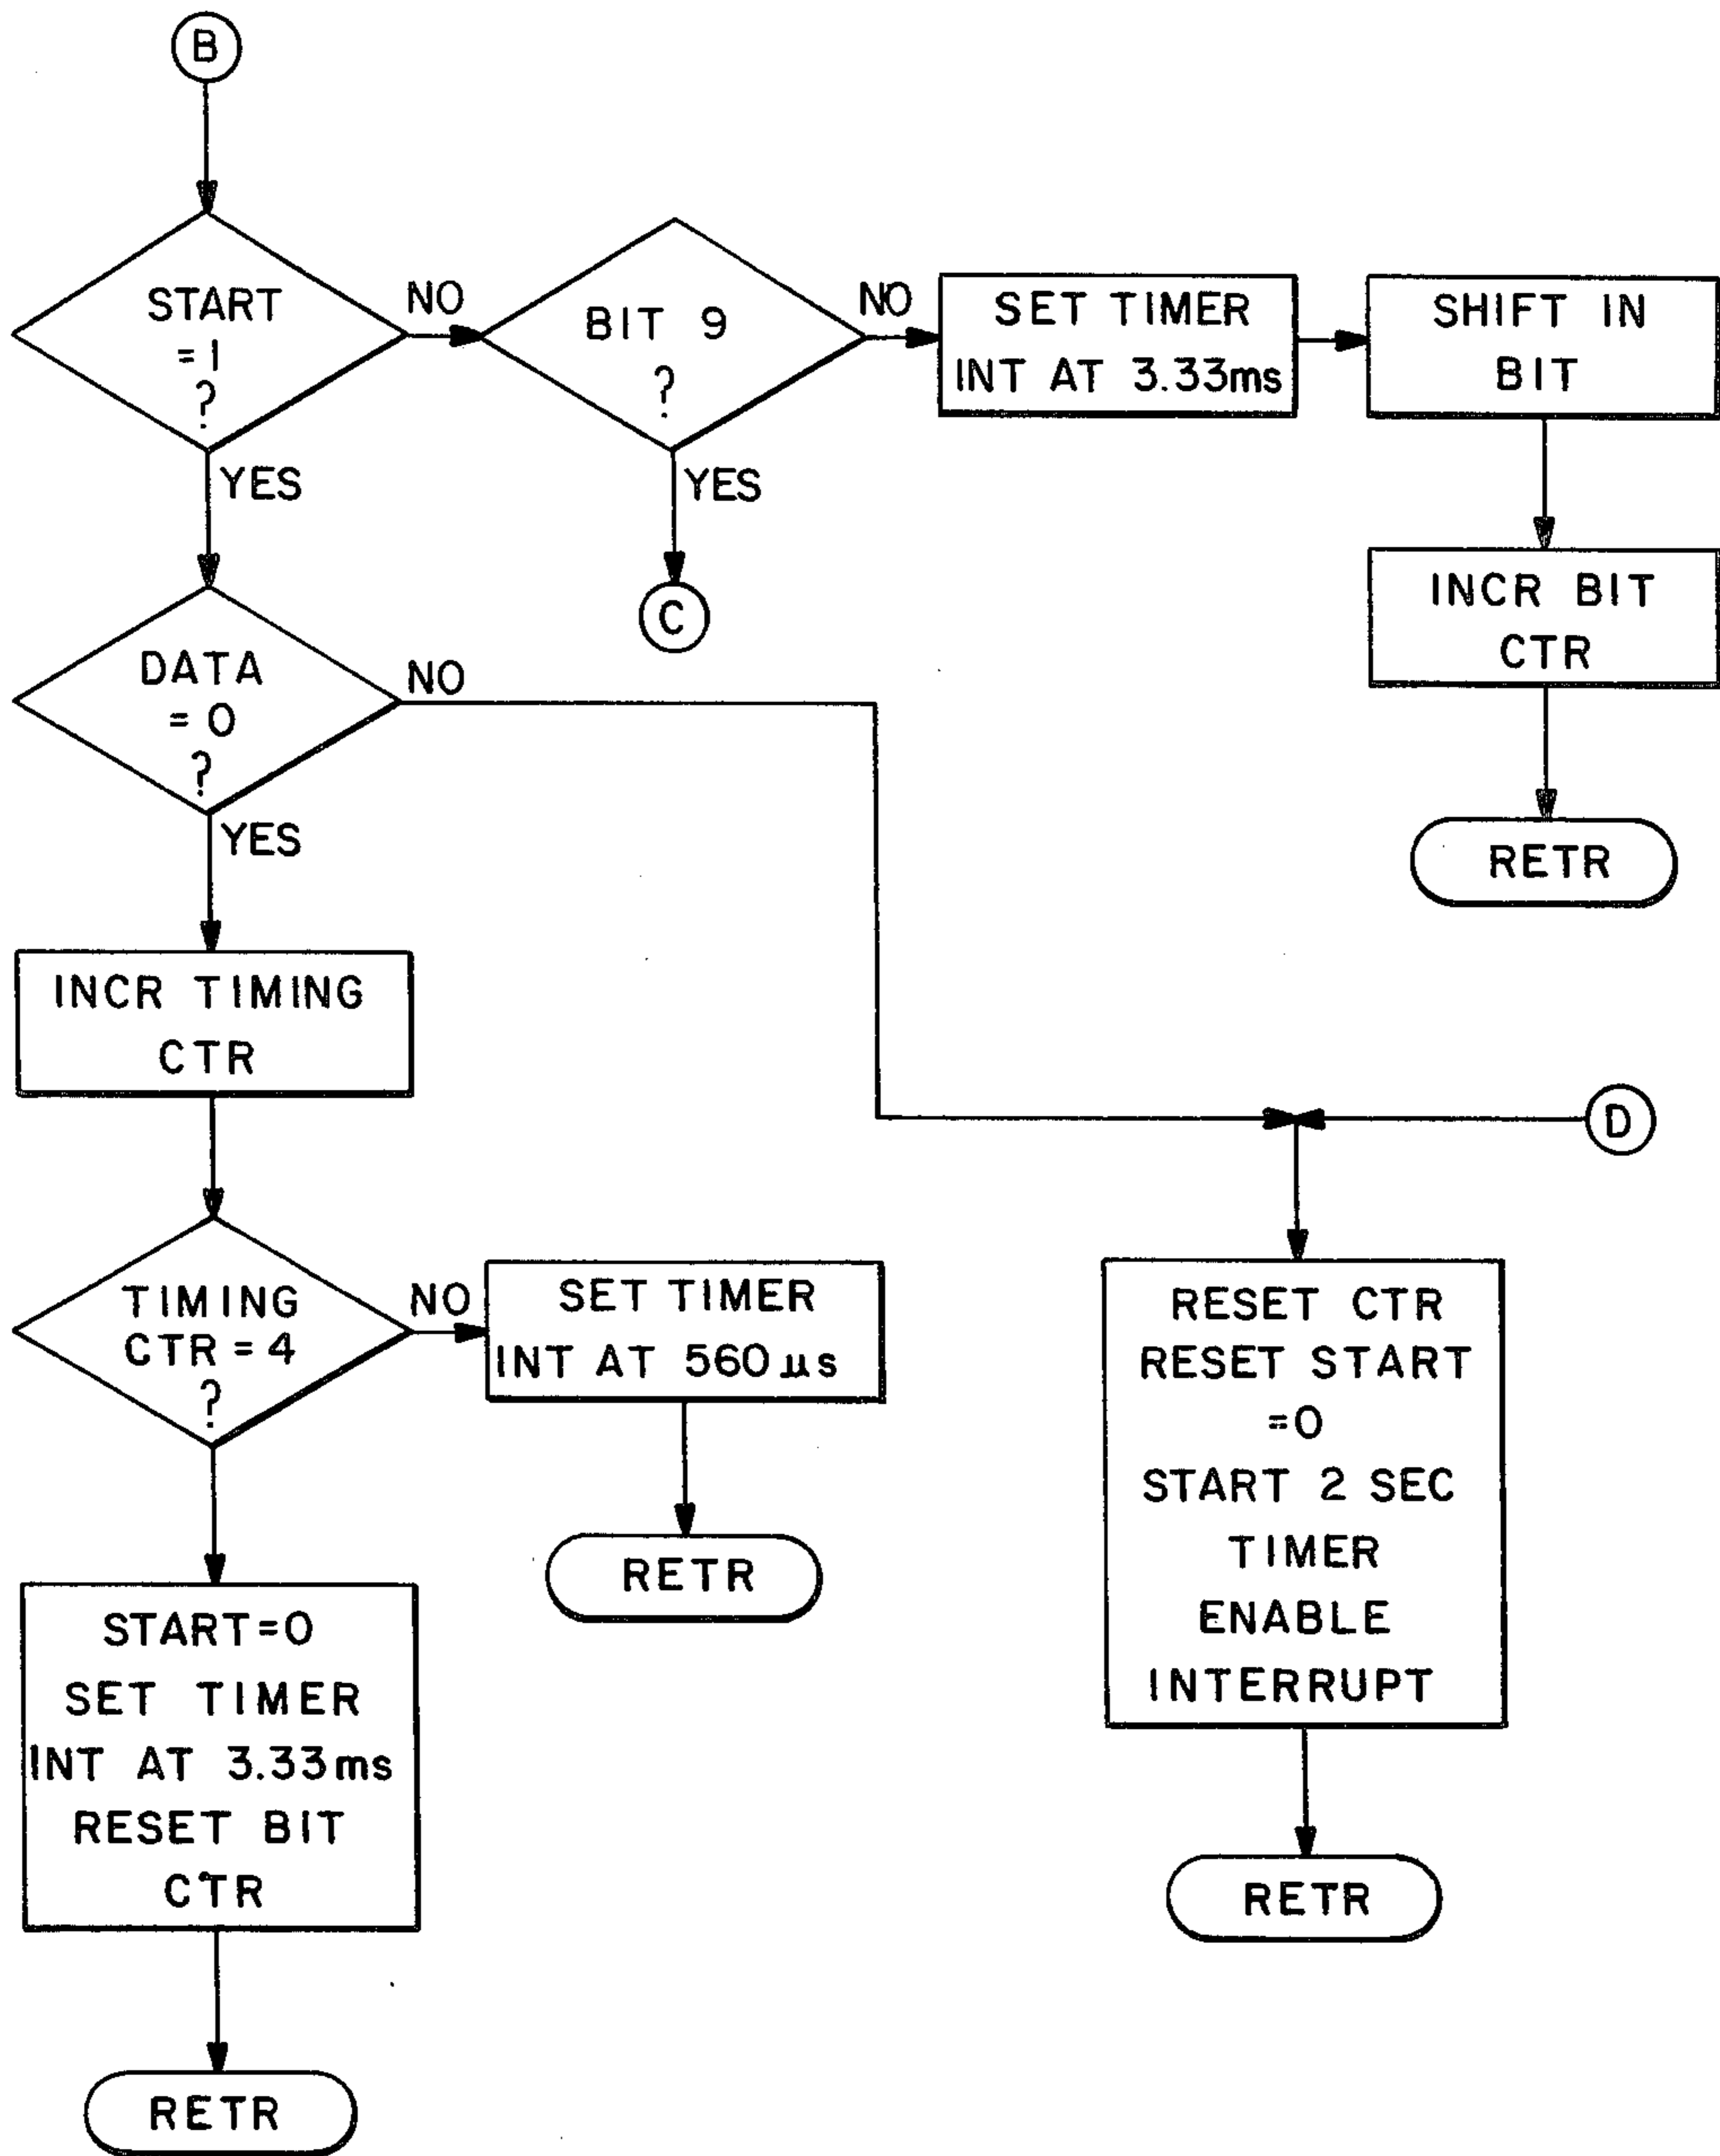 B
START
=1
?
NO
YES
BIT 9
?
NO
YES
C
SET TIMER
INT AT 3.33ms
SHIFT IN
BIT
INCR BIT
CTR
RETR
DATA
=0
?
NO
YES
INCR TIMING
CTR
D
TIMING
CTR=4
?
NO
SET TIMER
INT AT 560μs
RETR
START=0
SET TIMER
INT AT 3.33ms
RESET BIT
CTR
RETR
RESET CTR
RESET START
=0
START 2 SEC
TIMER
ENABLE
INTERRUPT
RETR